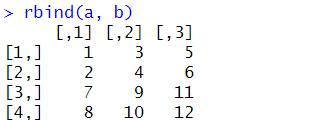 > rbind(a, b)
     [,1] [,2] [,3]
[1,]    1    3    5
[2,]    2    4    6
[3,]    7    9   11
[4,]    8   10   12